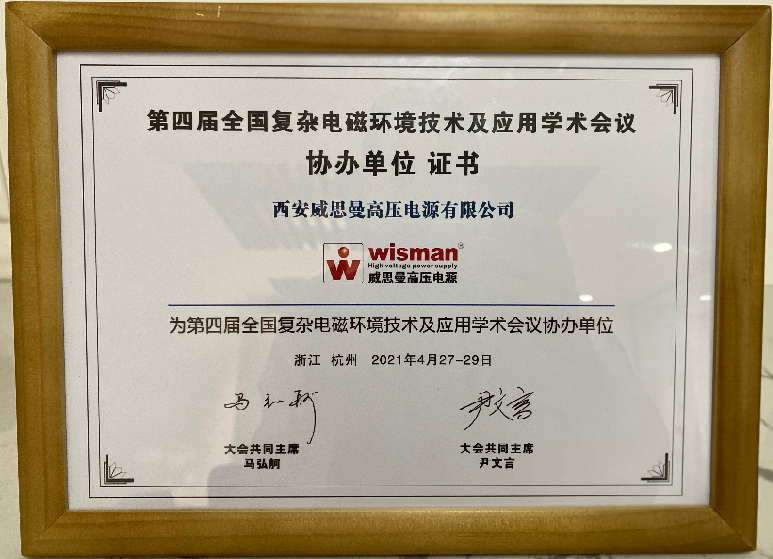 第四届全国复杂电磁环境技术及应用学术会议
协办单位 证书
西安威思曼高压电源有限公司
wisman®
High voltage power supply
威思曼高压电源
为第四届全国复杂电磁环境技术及应用学术会议协办单位
浙江 杭州 2021年4月27-29日
尹文言
大会共同主席 大会共同主席
马弘舸 尹文言